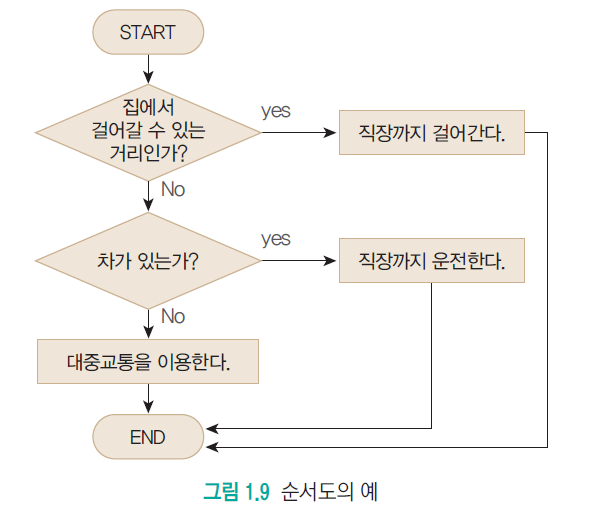 START
집에서
걸어갈 수 있는
거리인가?
yes
직장까지 걸어간다.
No
차가 있는가?
yes
직장까지 운전한다.
No
대중교통을 이용한다.
END
그림 1.9 순서도의 예